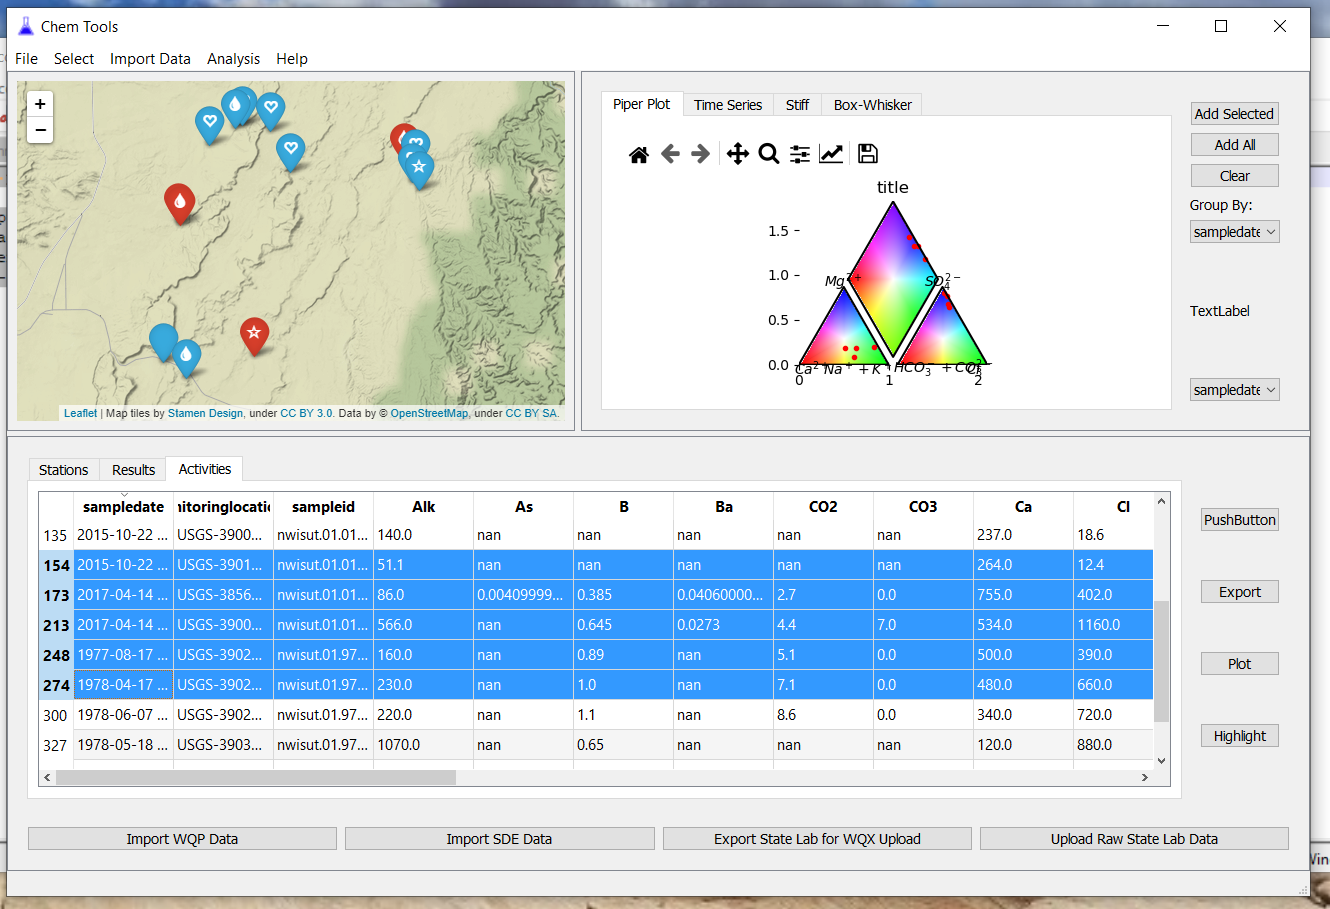 Chem Tools
File Select Import Data Analysis Help
+
−
Leaflet | Map tiles by Stamen Design, under CC BY 3.0. Data by © OpenStreetMap, under CC BY SA.
Piper Plot Time Series Stiff Box-Whisker
title
1.5
1.0
0.5
0.0
Mg2+
SO42−
Ca2+ Na+ + K+ HCO3− + CO32− Cl−
0 1 2
Add Selected
Add All
Clear
Group By:
sampledate
TextLabel
sampledate
Stations Results Activities
sampledate nitoringlocatio sampleid Alk As B Ba CO2 CO3 Ca Cl
135 2015-10-22 ... USGS-3900... nwisut.01.01... 140.0 nan nan nan nan nan 237.0 18.6
154 2015-10-22 ... USGS-3901... nwisut.01.01... 51.1 nan nan nan nan nan 264.0 12.4
173 2017-04-14 ... USGS-3856... nwisut.01.01... 86.0 0.00409999... 0.385 0.04060000... 2.7 0.0 755.0 402.0
213 2017-04-14 ... USGS-3900... nwisut.01.01... 566.0 nan 0.645 0.0273 4.4 7.0 534.0 1160.0
248 1977-08-17 ... USGS-3902... nwisut.01.97... 160.0 nan 0.89 nan 5.1 0.0 500.0 390.0
274 1978-04-17 ... USGS-3902... nwisut.01.97... 230.0 nan 1.0 nan 7.1 0.0 480.0 660.0
300 1978-06-07 ... USGS-3902... nwisut.01.97... 220.0 nan 1.1 nan 8.6 0.0 340.0 720.0
327 1978-05-18 ... USGS-3903... nwisut.01.97... 1070.0 nan 0.65 nan nan nan 120.0 880.0
PushButton
Export
Plot
Highlight
Import WQP Data
Import SDE Data
Export State Lab for WQX Upload
Upload Raw State Lab Data